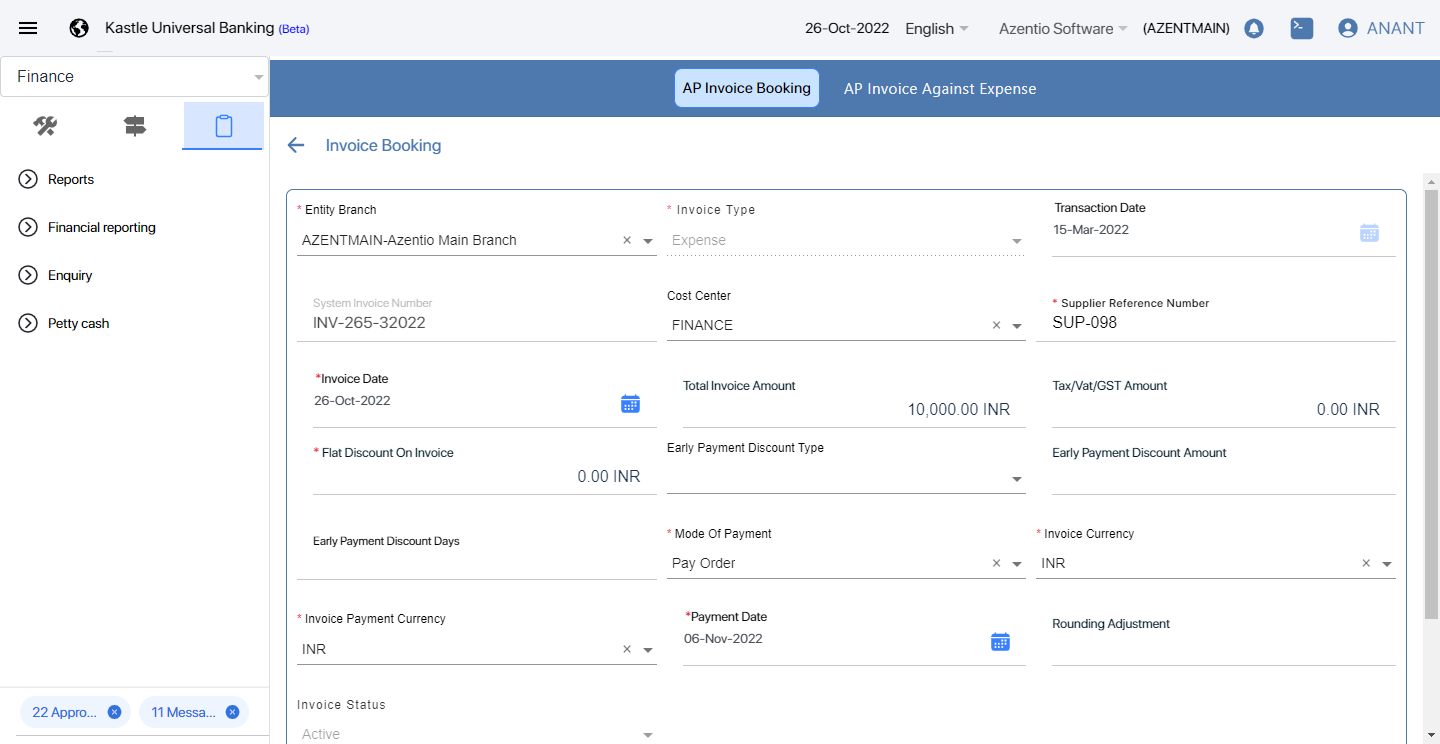 Kastle Universal Banking (Beta)
26-Oct-2022 English Azentio Software (AZENTMAIN) ANANT
Finance
AP Invoice Booking AP Invoice Against Expense
Reports
Financial reporting
Enquiry
Petty cash
22 Appro... 11 Messa...
Invoice Booking
* Entity Branch
AZENTMAIN-Azentio Main Branch
* Invoice Type
Expense
Transaction Date
15-Mar-2022
System Invoice Number
INV-265-32022
Cost Center
FINANCE
* Supplier Reference Number
SUP-098
*Invoice Date
26-Oct-2022
Total Invoice Amount
10,000.00 INR
Tax/Vat/GST Amount
0.00 INR
* Flat Discount On Invoice
0.00 INR
Early Payment Discount Type
Early Payment Discount Amount
Early Payment Discount Days
* Mode Of Payment
Pay Order
* Invoice Currency
INR
* Invoice Payment Currency
INR
*Payment Date
06-Nov-2022
Rounding Adjustment
Invoice Status
Active